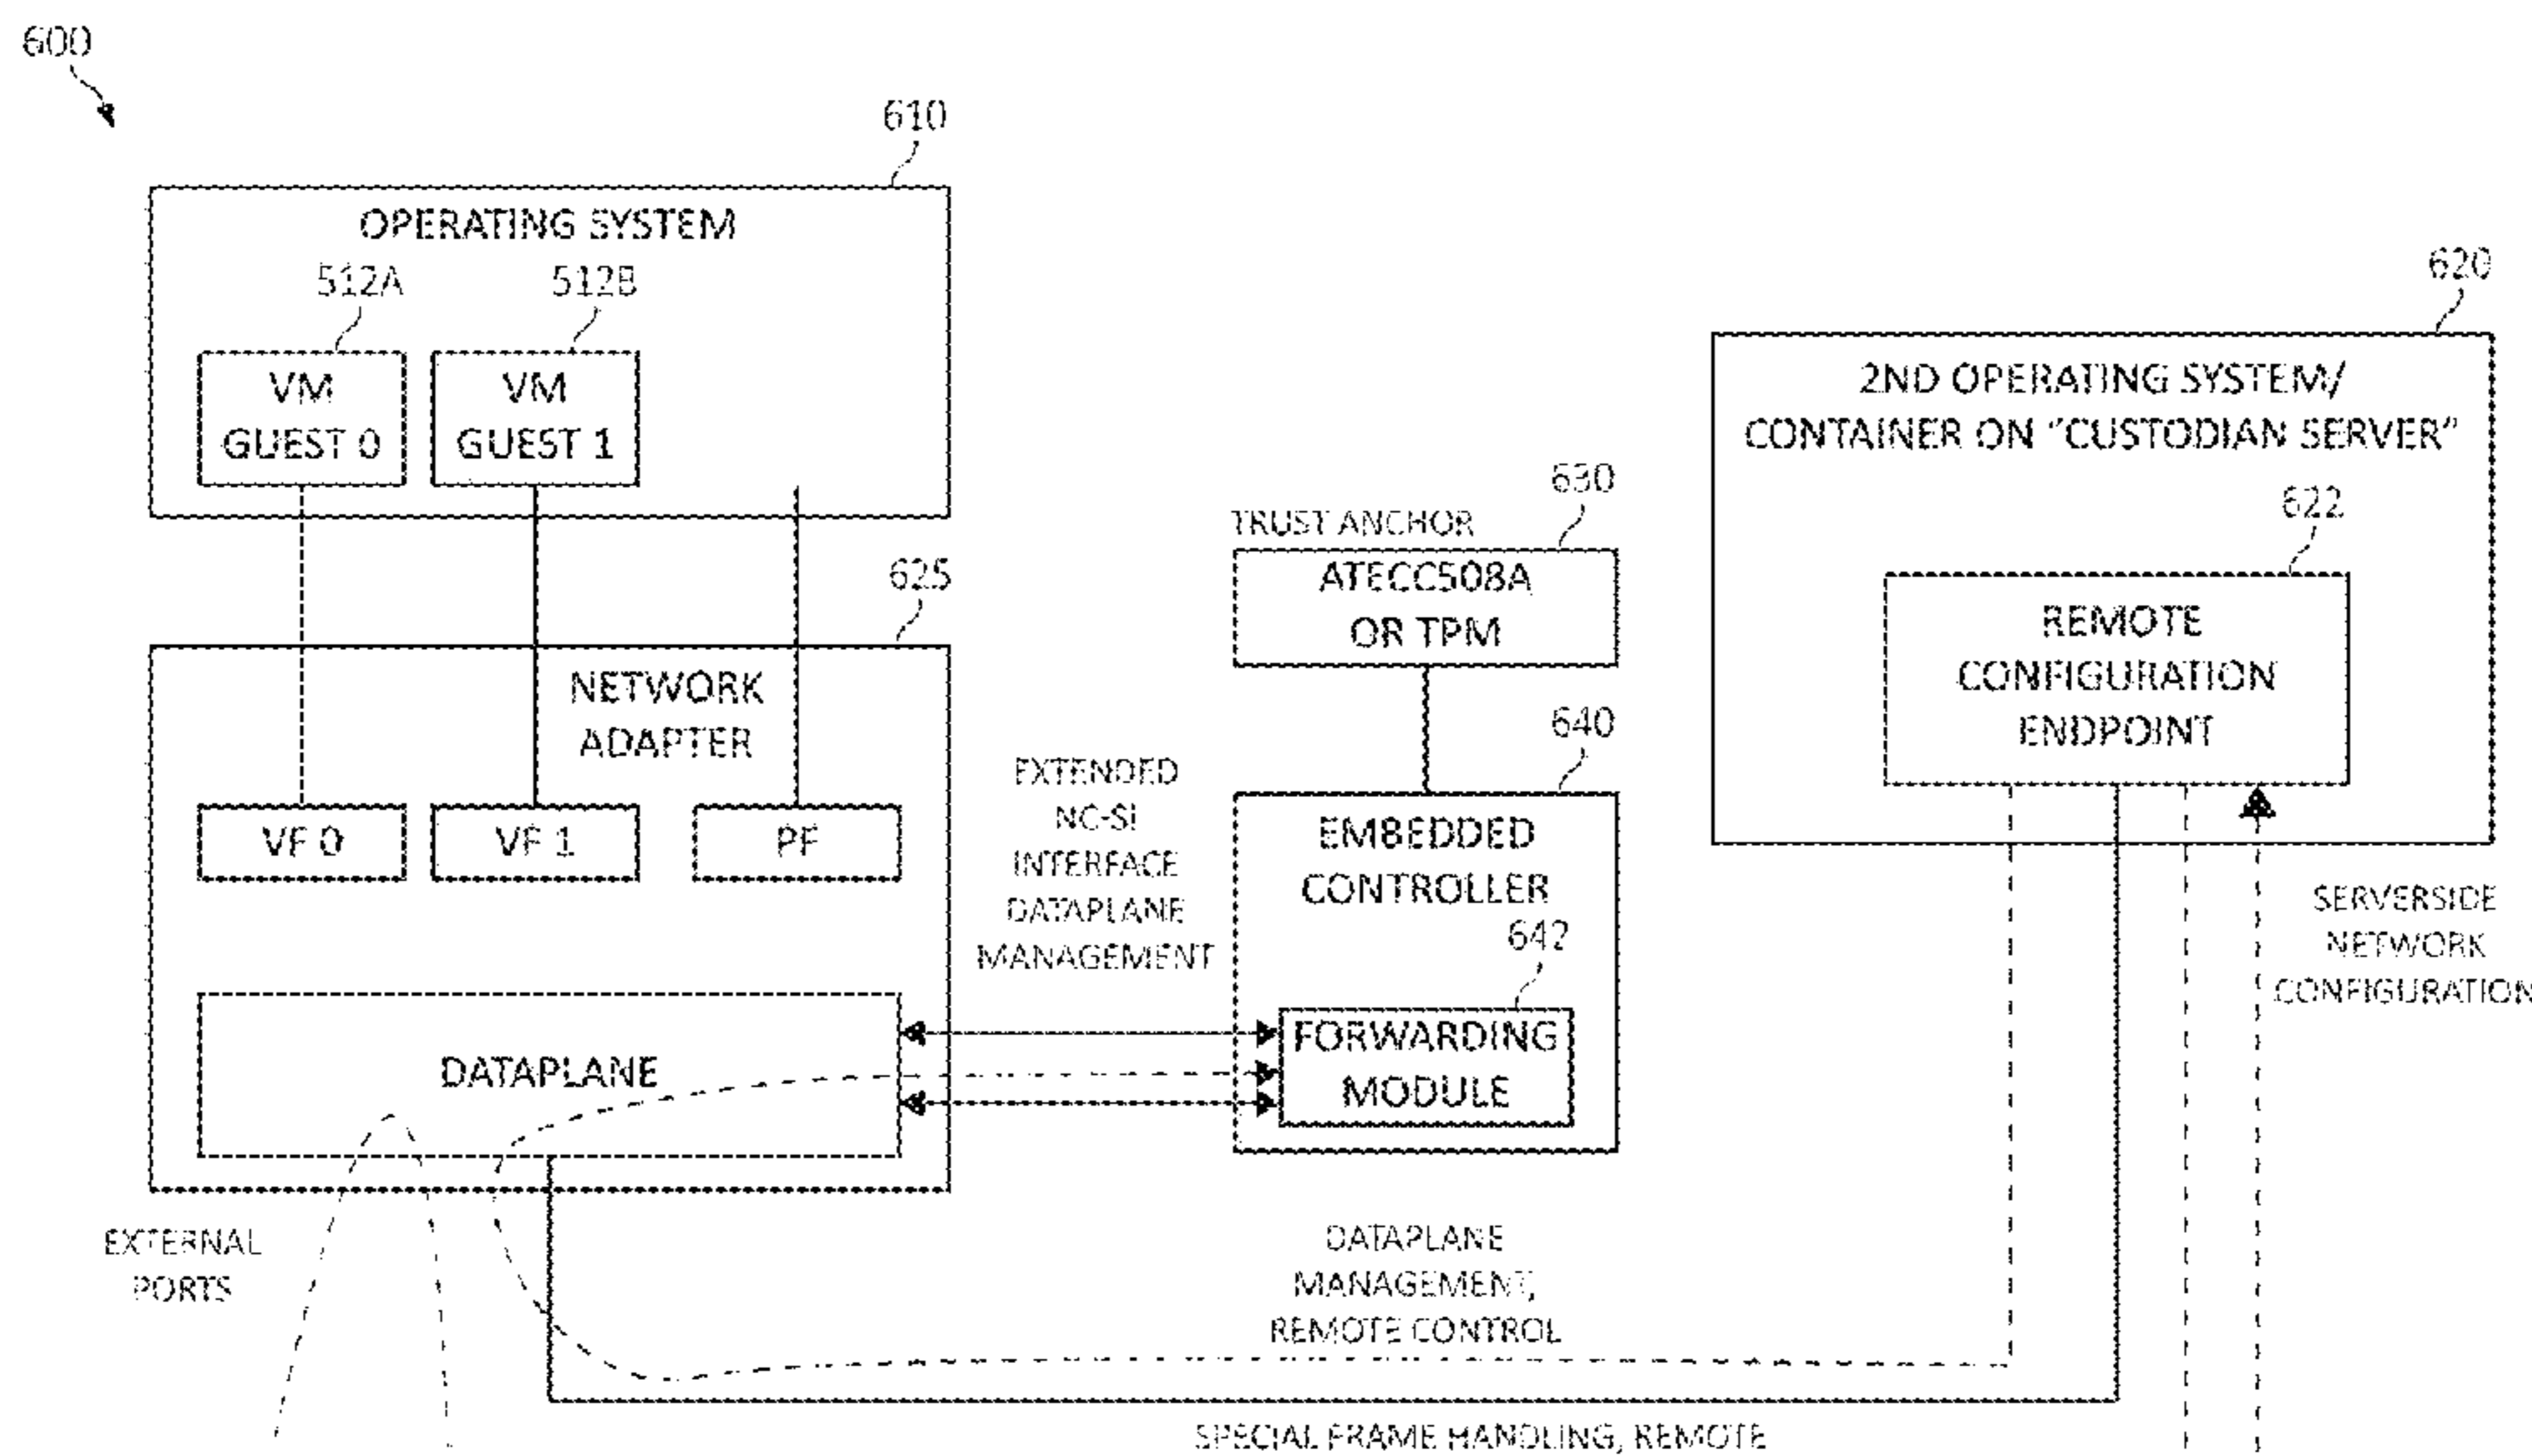 600
610
OPERATING SYSTEM
512A
512B
VM
GUEST 0
VM
GUEST 1
620
2ND OPERATING SYSTEM/
CONTAINER ON "CUSTODIAN SERVER"
622
REMOTE
CONFIGURATION
ENDPOINT
630
TRUST ANCHOR
ATECC508A
OR TPM
625
NETWORK
ADAPTER
VF 0
VF 1
PF
640
EMBEDDED
CONTROLLER
642
FORWARDING
MODULE
EXTENDED
NC-SI
INTERFACE
DATAPLANE
MANAGEMENT
SERVERSIDE
NETWORK
CONFIGURATION
DATAPLANE
EXTERNAL
PORTS
DATAPLANE
MANAGEMENT,
REMOTE CONTROL
SPECIAL FRAME HANDLING, REMOTE